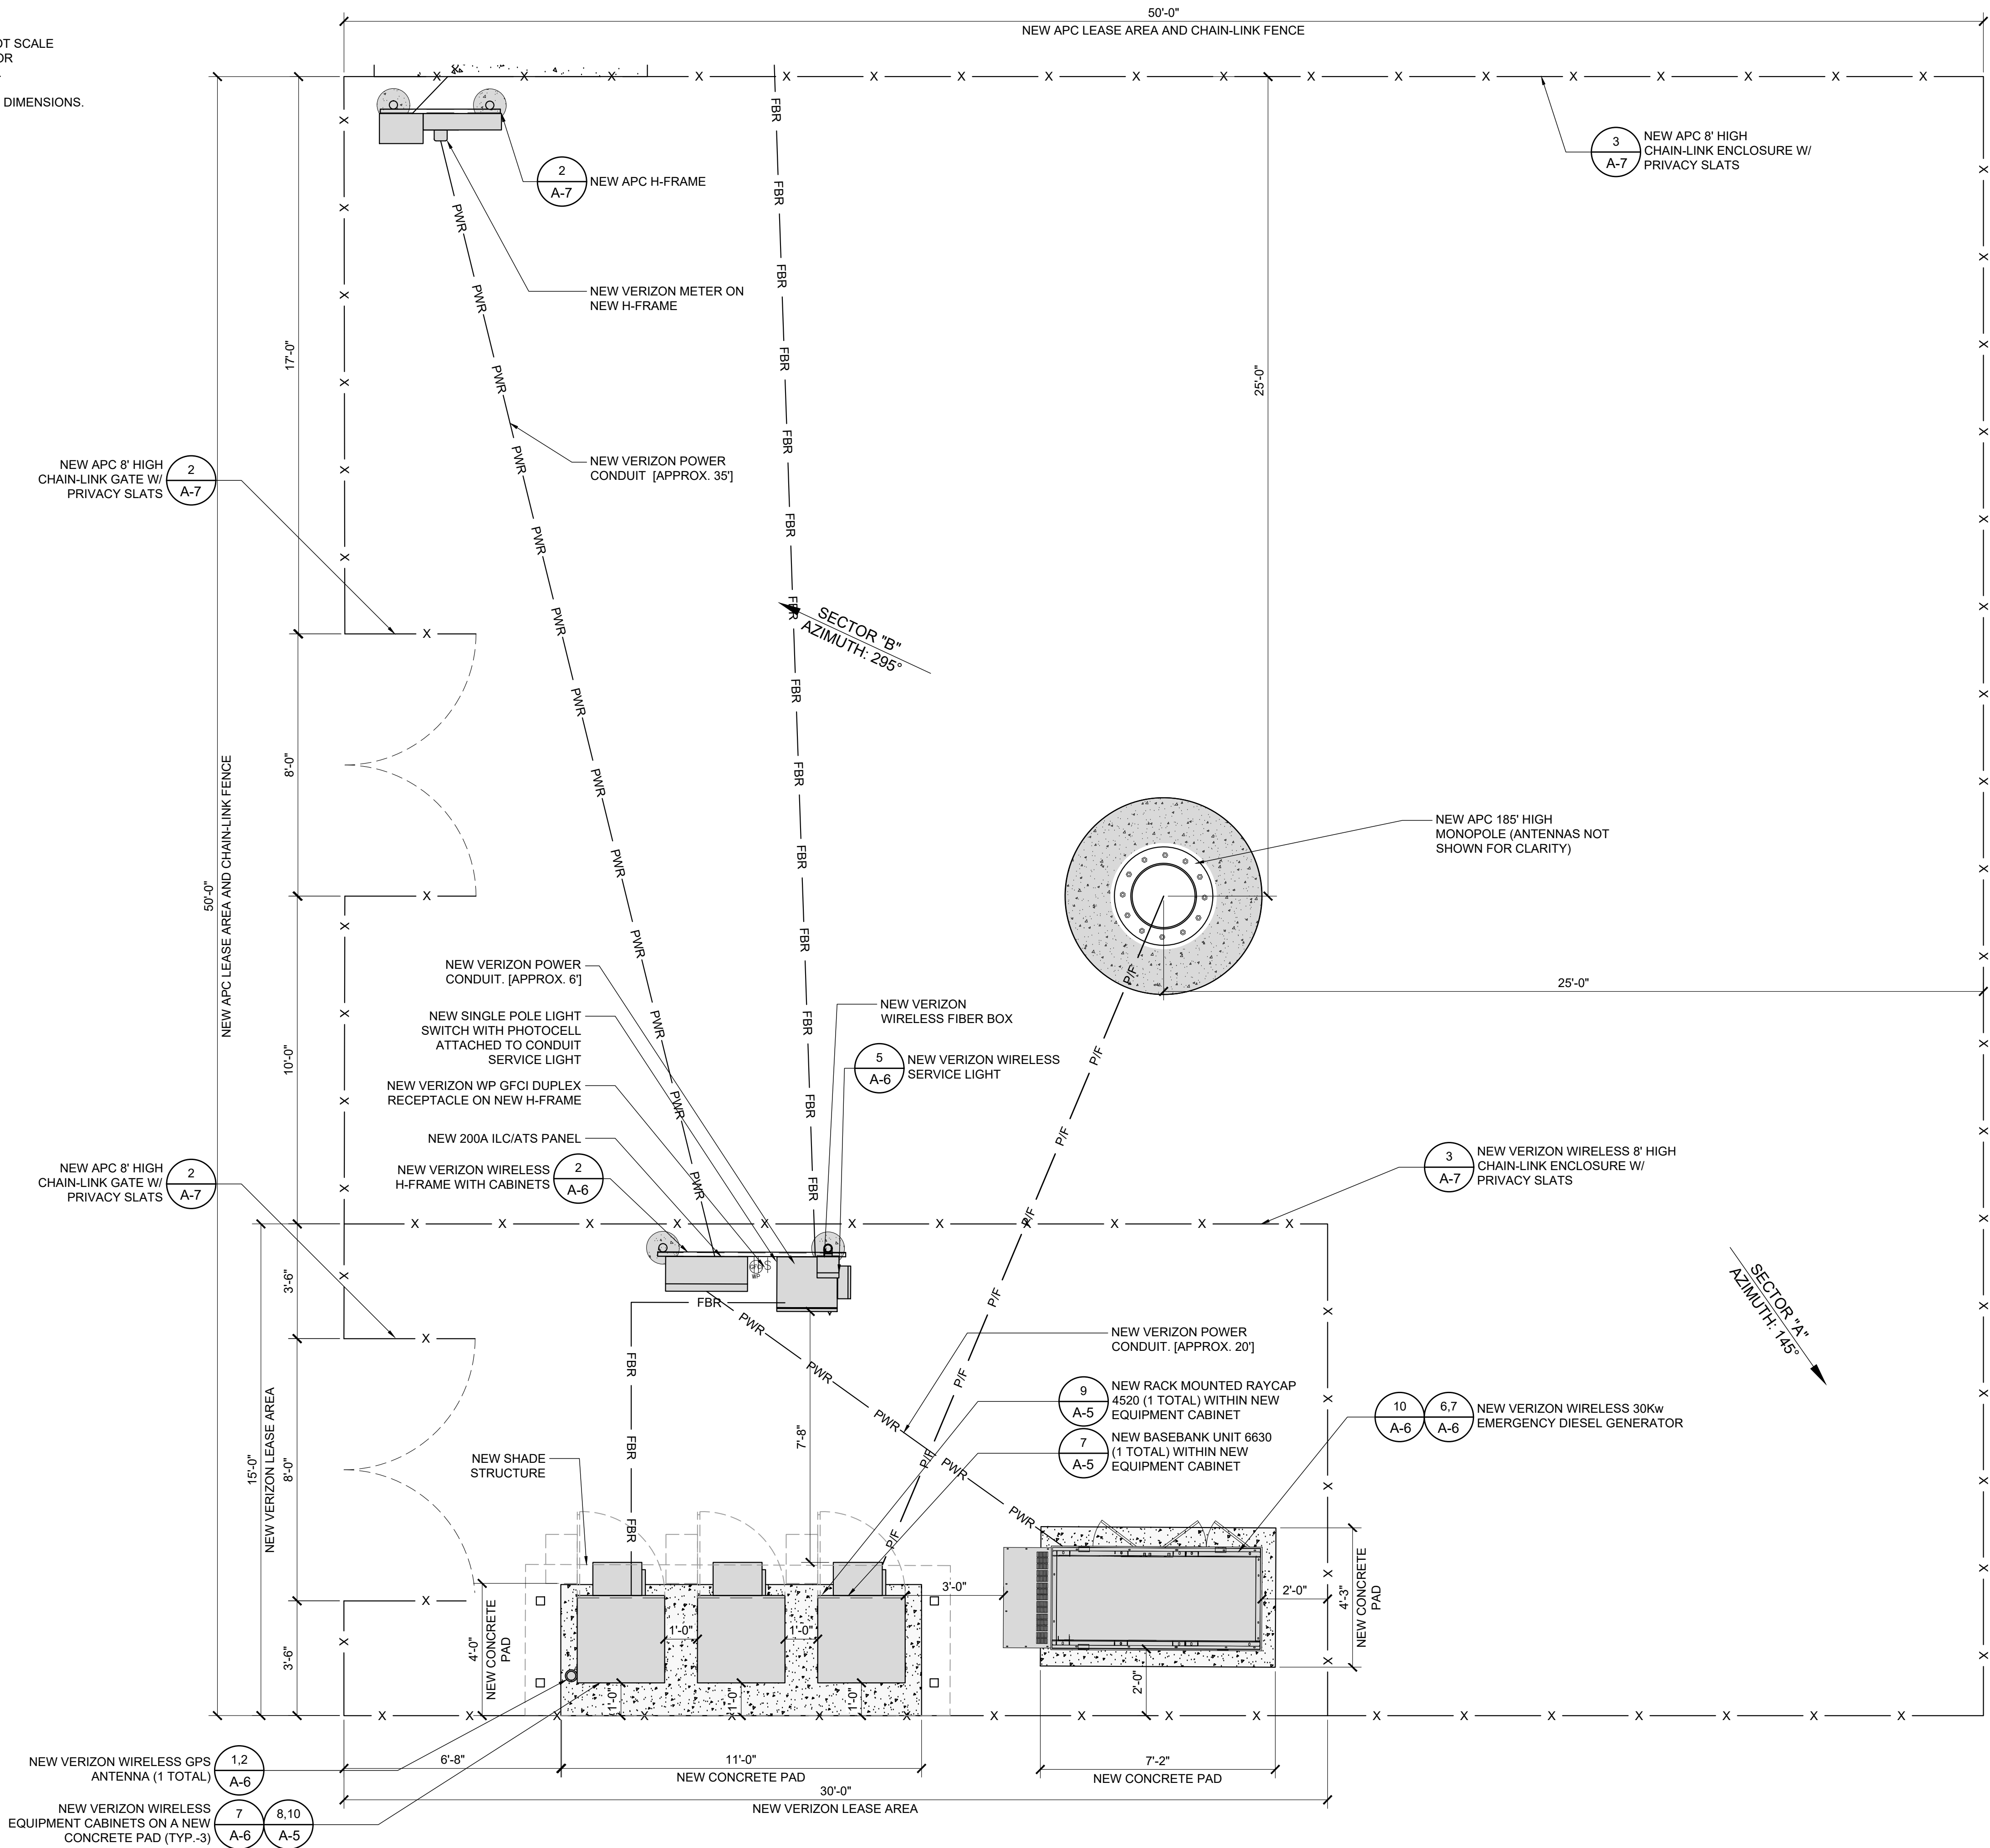 OT SCALE
OR
DIMENSIONS.
50'-0"
NEW APC LEASE AREA AND CHAIN-LINK FENCE
3
A-7
NEW APC 8' HIGH
CHAIN-LINK ENCLOSURE W/
PRIVACY SLATS
2
A-7
NEW APC H-FRAME
NEW VERIZON METER ON
NEW H-FRAME
17'-0"
25'-0"
NEW VERIZON POWER
CONDUIT [APPROX. 35']
NEW APC 8' HIGH
CHAIN-LINK GATE W/
PRIVACY SLATS
2
A-7
SECTOR "B"
AZIMUTH: 295°
8'-0"
50'-0"
NEW APC LEASE AREA AND CHAIN-LINK FENCE
NEW APC 185' HIGH
MONOPOLE (ANTENNAS NOT
SHOWN FOR CLARITY)
25'-0"
NEW VERIZON POWER
CONDUIT. [APPROX. 6']
NEW SINGLE POLE LIGHT
SWITCH WITH PHOTOCELL
ATTACHED TO CONDUIT
SERVICE LIGHT
NEW VERIZON WP GFCI DUPLEX
RECEPTACLE ON NEW H-FRAME
NEW 200A ILC/ATS PANEL
NEW VERIZON WIRELESS
H-FRAME WITH CABINETS
2
A-6
NEW VERIZON
WIRELESS FIBER BOX
5
A-6
NEW VERIZON WIRELESS
SERVICE LIGHT
10'-0"
3
A-7
NEW VERIZON WIRELESS 8' HIGH
CHAIN-LINK ENCLOSURE W/
PRIVACY SLATS
NEW APC 8' HIGH
CHAIN-LINK GATE W/
PRIVACY SLATS
2
A-7
PWR
FBR
P/F
WP
$
3'-6"
SECTOR "A"
AZIMUTH: 145°
NEW VERIZON POWER
CONDUIT. [APPROX. 20']
9
A-5
NEW RACK MOUNTED RAYCAP
4520 (1 TOTAL) WITHIN NEW
EQUIPMENT CABINET
7
A-5
NEW BASEBANK UNIT 6630
(1 TOTAL) WITHIN NEW
EQUIPMENT CABINET
10
A-6
6,7
A-6
NEW VERIZON WIRELESS 30Kw
EMERGENCY DIESEL GENERATOR
7'-8"
NEW SHADE
STRUCTURE
15'-0"
NEW VERIZON LEASE AREA
8'-0"
3'-6"
4'-0"
NEW CONCRETE
PAD
1'-0"
1'-0"
1'-0"
1'-0"
1'-0"
3'-0"
2'-0"
2'-0"
4'-3"
NEW CONCRETE
PAD
6'-8"
11'-0"
NEW CONCRETE PAD
7'-2"
NEW CONCRETE PAD
30'-0"
NEW VERIZON LEASE AREA
NEW VERIZON WIRELESS GPS
ANTENNA (1 TOTAL)
1,2
A-6
NEW VERIZON WIRELESS
EQUIPMENT CABINETS ON A NEW
CONCRETE PAD (TYP.-3)
7
A-6
8,10
A-5